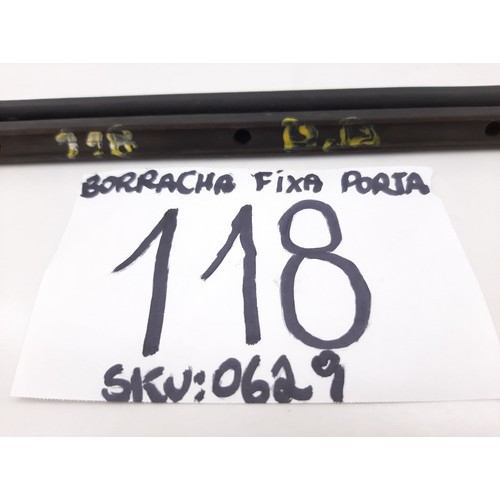 118 D.D
BORRACHA FIXA PORTA
118
SKU:0629